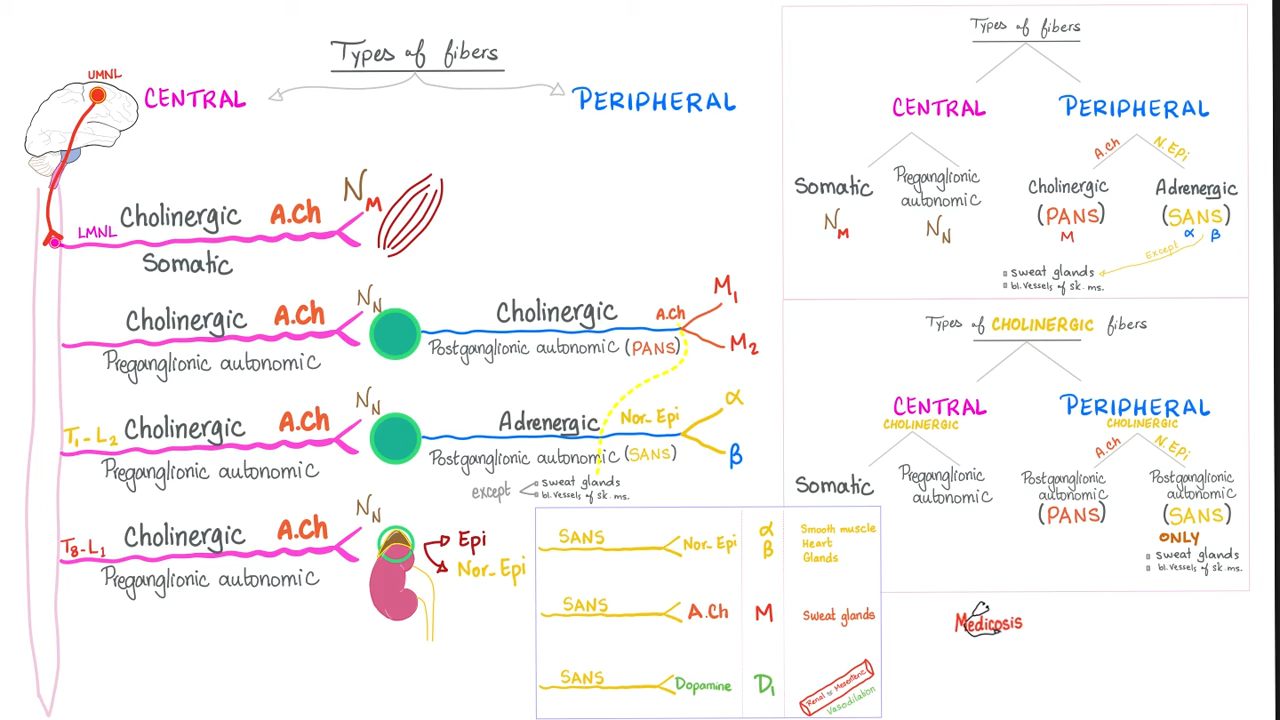 Types of fibers
UMNL
CENTRAL
PERIPHERAL
LMNL
Cholinergic A.Ch
NM
Somatic
Cholinergic A.Ch
NN
Preganglionic autonomic
Cholinergic
A.Ch
M1
M2
Postganglionic autonomic (PANS)
T1-L2
Cholinergic A.Ch
NN
Preganglionic autonomic
Adrenergic
Nor_Epi
α
β
Postganglionic autonomic (SANS)
except
sweat glands
bl. vessels of sk. ms.
T8-L1
Cholinergic A.Ch
NN
Preganglionic autonomic
Epi
Nor_Epi
SANS
Nor_Epi
α
β
Smooth muscle
Heart
Glands
SANS
A.Ch
M
Sweat glands
SANS
Dopamine
D1
Renal & Mesenteric
Vasodilation
Types of fibers
CENTRAL
PERIPHERAL
A.Ch
N.Epi
Somatic
NM
Preganglionic
autonomic
NN
Cholinergic
(PANS)
M
Adrenergic
(SANS)
α β
Except
sweat glands
bl. vessels of sk. ms.
Types of CHOLINERGIC fibers
CENTRAL
CHOLINERGIC
PERIPHERAL
CHOLINERGIC
A.Ch
N.Epi
Somatic
Preganglionic
autonomic
Postganglionic
autonomic
(PANS)
Postganglionic
autonomic
(SANS)
ONLY
sweat glands
bl. vessels of sk. ms.
Medicosis